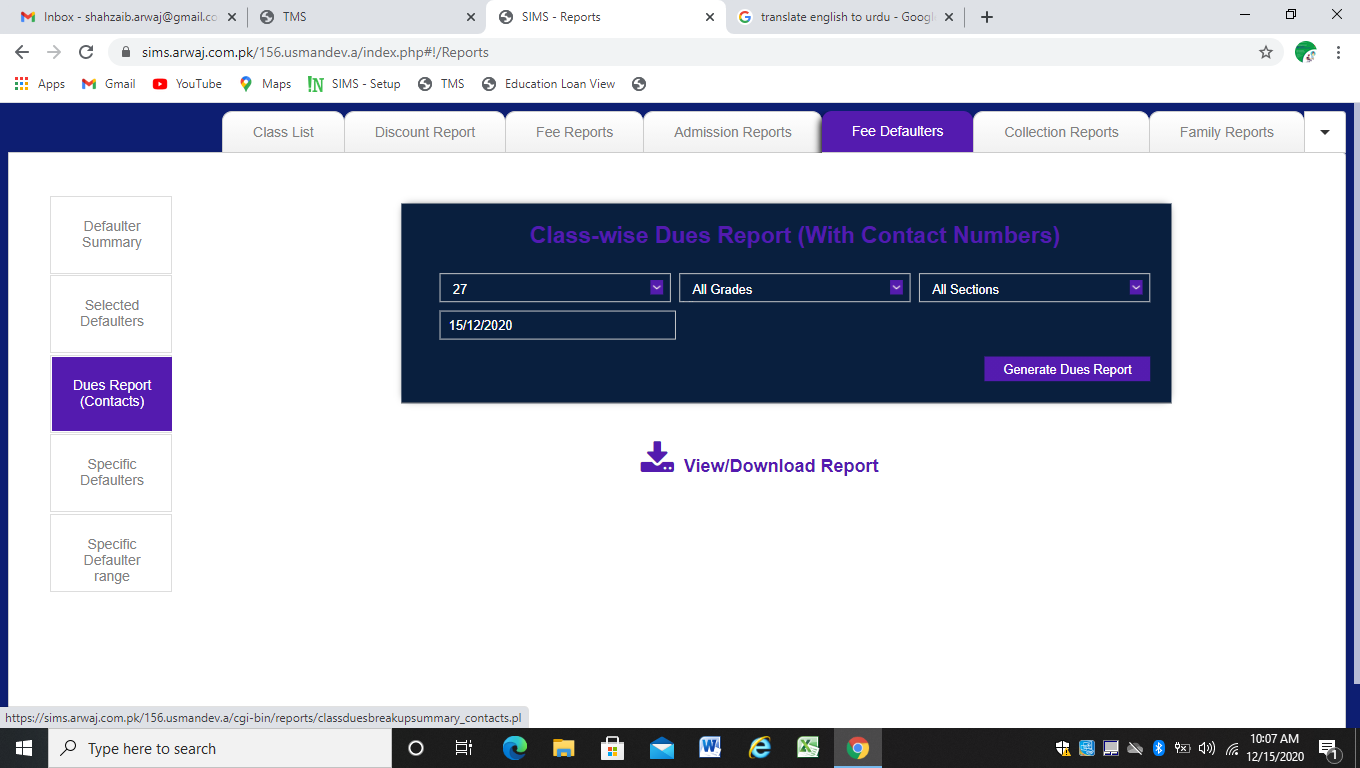 Inbox - shahzaib.arwaj@gmail.co
TMS
SIMS - Reports
translate english to urdu - Googl
sims.arwaj.com.pk/156.usmandev.a/index.php#!/Reports
Apps
Gmail
YouTube
Maps
SIMS - Setup
TMS
Education Loan View
Class List
Discount Report
Fee Reports
Admission Reports
Fee Defaulters
Collection Reports
Family Reports
Defaulter
Summary
Selected
Defaulters
Dues Report
(Contacts)
Specific
Defaulters
Specific
Defaulter
range
Class-wise Dues Report (With Contact Numbers)
27
All Grades
All Sections
15/12/2020
Generate Dues Report
View/Download Report
https://sims.arwaj.com.pk/156.usmandev.a/cgi-bin/reports/classduesbreakupsummary_contacts.pl
Type here to search
10:07 AM
12/15/2020
1